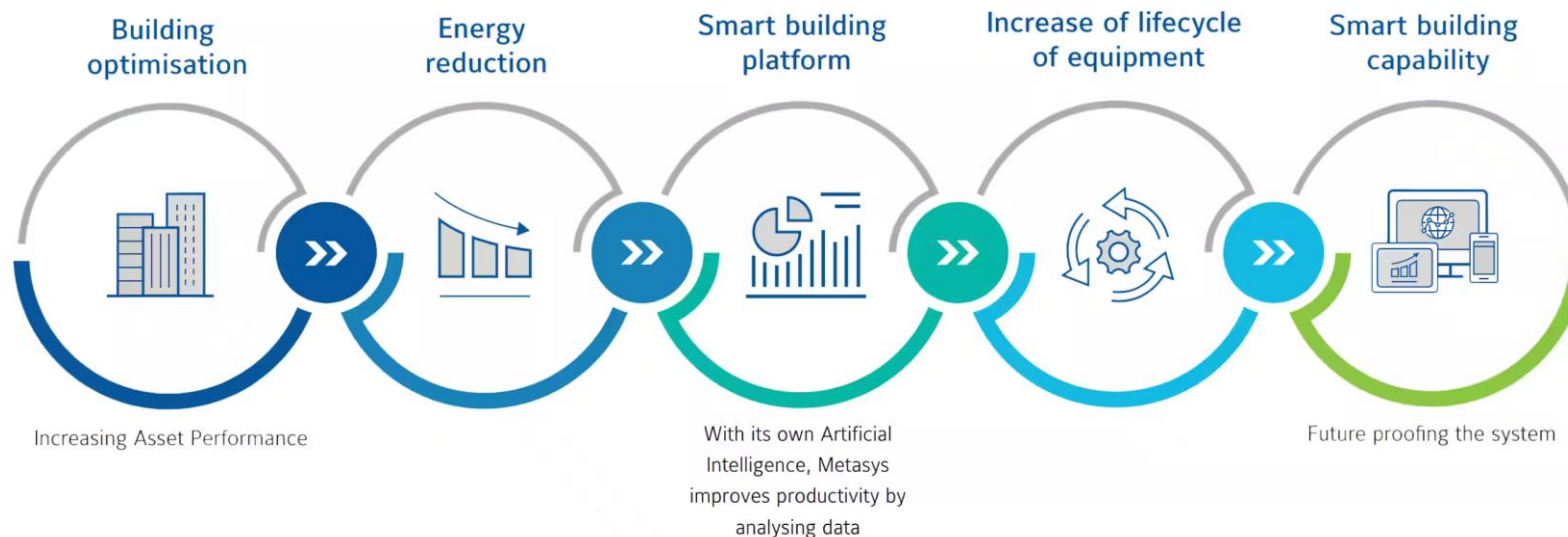 Building
optimisation
Energy
reduction
Smart building
platform
Increase of lifecycle
of equipment
Smart building
capability
Increasing Asset Performance
With its own Artificial
Intelligence, Metasys
improves productivity by
analysing data
Future proofing the system